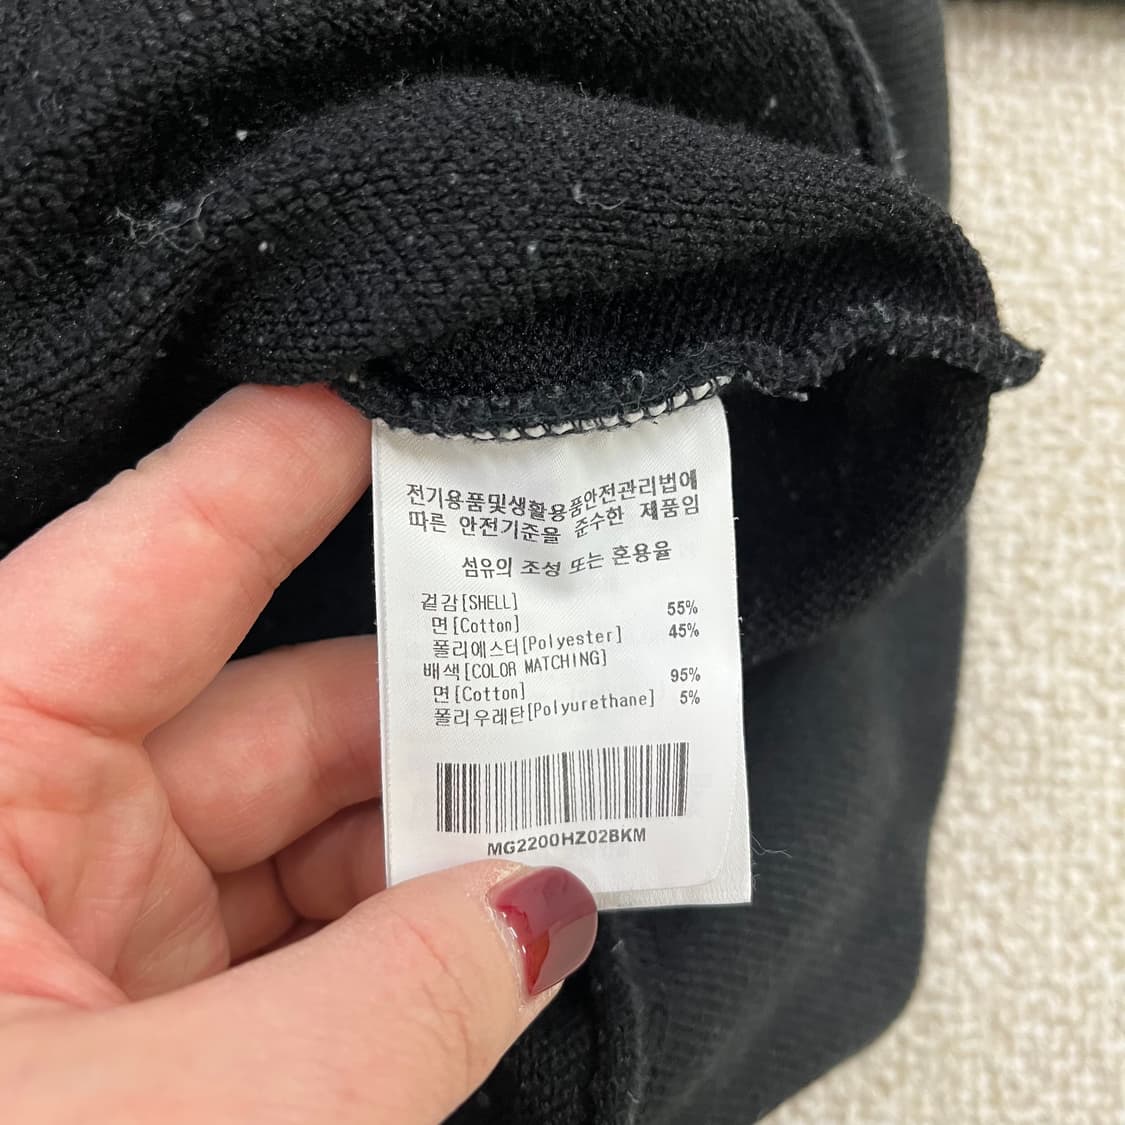 전기용품및생활용품안전관리법에
따른 안전기준을 준수한 제품임
섬유의 조성 또는 혼용율
겉감[SHELL]
면[Cotton] 55%
폴리에스터[Polyester] 45%
배색[COLOR MATCHING]
면[Cotton] 95%
폴리우레탄[Polyurethane] 5%
MG2200HZ02BKM